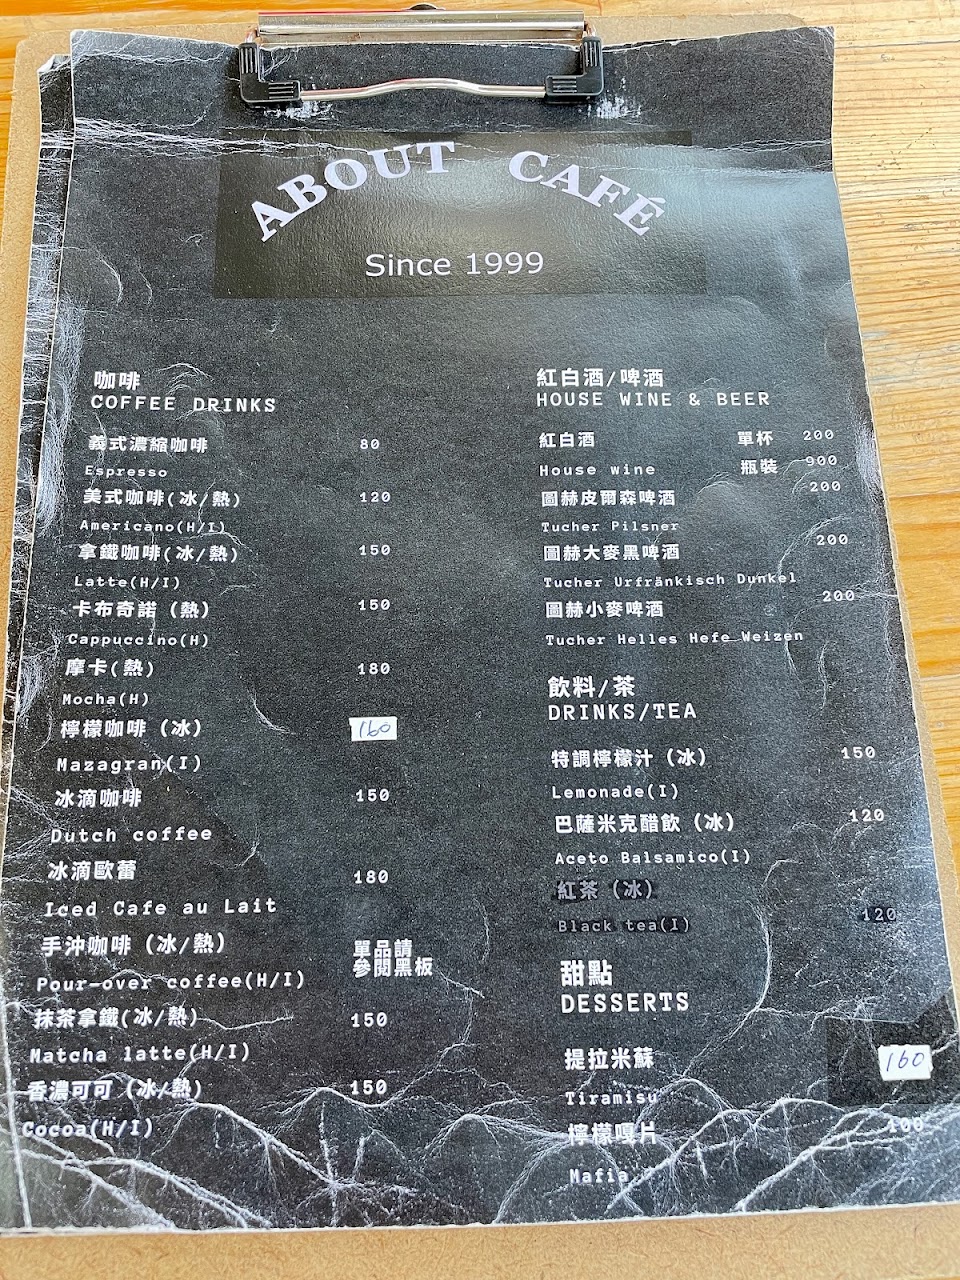 ABOUT CAFÉ
Since 1999
咖啡
COFFEE DRINKS
義式濃縮咖啡 80
Espresso
美式咖啡(冰/熱) 120
Americano(H/I)
拿鐵咖啡(冰/熱) 150
Latte(H/I)
卡布奇諾 (熱) 150
Cappuccino(H)
摩卡(熱) 180
Mocha(H)
檸檬咖啡 (冰) 160
Mazagran(I)
冰滴咖啡 150
Dutch coffee
冰滴歐蕾 180
Iced Cafe au Lait
手沖咖啡 (冰/熱) 單品請
參閱黑板
Pour-over coffee(H/I)
抹茶拿鐵(冰/熱) 150
Matcha latte(H/I)
香濃可可 (冰/熱) 150
Cocoa(H/I)
紅白酒/啤酒
HOUSE WINE & BEER
紅白酒 單杯 200
House wine 瓶裝 900
圖赫皮爾森啤酒 200
Tucher Pilsner
圖赫大麥黑啤酒 200
Tucher Urfränkisch Dunkel
圖赫小麥啤酒 200
Tucher Helles Hefe Weizen
飲料/茶
DRINKS/TEA
特調檸檬汁 (冰) 150
Lemonade(I)
巴薩米克醋飲 (冰) 120
Aceto Balsamico(I)
紅茶 (冰) 120
Black tea(I)
甜點
DESSERTS
提拉米蘇 160
Tiramisu
檸檬嘎片 100
Mafia